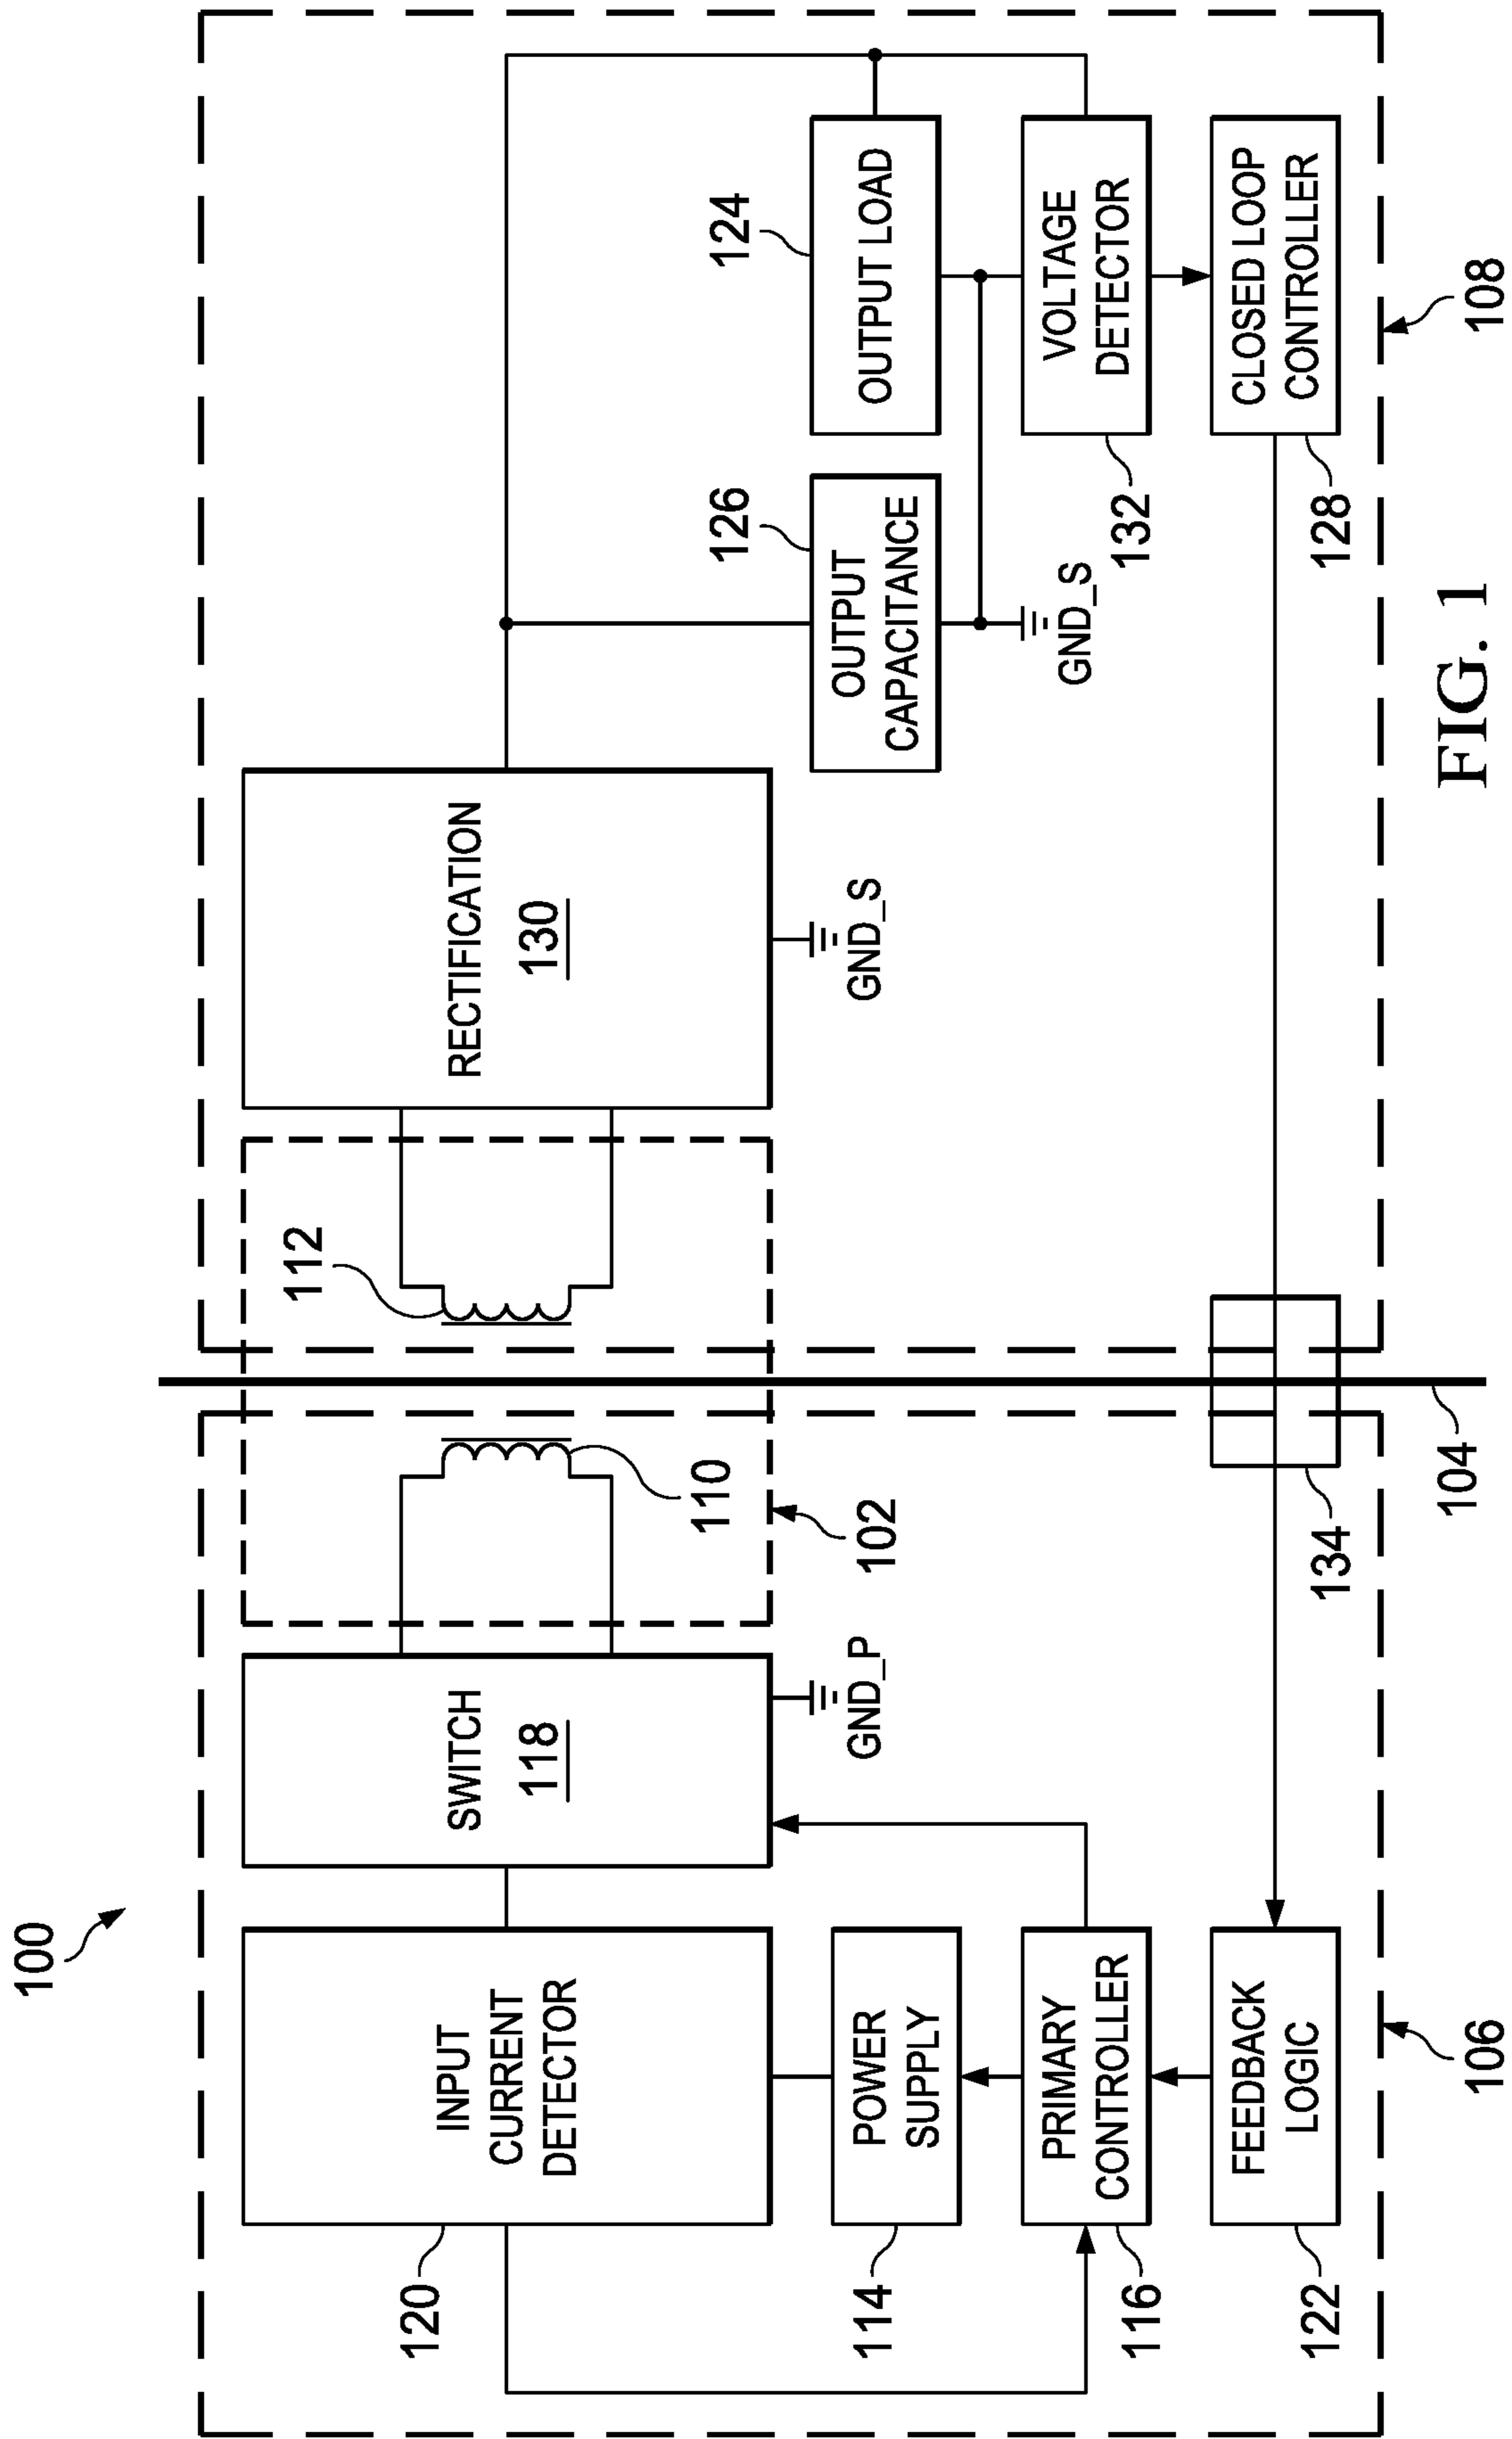 100
120
INPUT
CURRENT
DETECTOR
SWITCH
118
110
112
RECTIFICATION
130
102
GND_P
GND_S
114
POWER
SUPPLY
126
OUTPUT
CAPACITANCE
124
OUTPUT LOAD
116
PRIMARY
CONTROLLER
GND_S
132
VOLTAGE
DETECTOR
122
FEEDBACK
LOGIC
134
128
CLOSED LOOP
CONTROLLER
106
104
108
FIG. 1